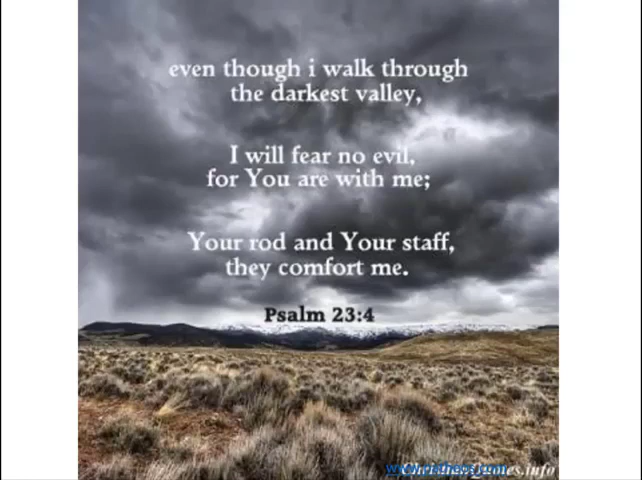 even though i walk through
the darkest valley,
I will fear no evil,
for You are with me;
Your rod and Your staff,
they comfort me.
Psalm 23:4